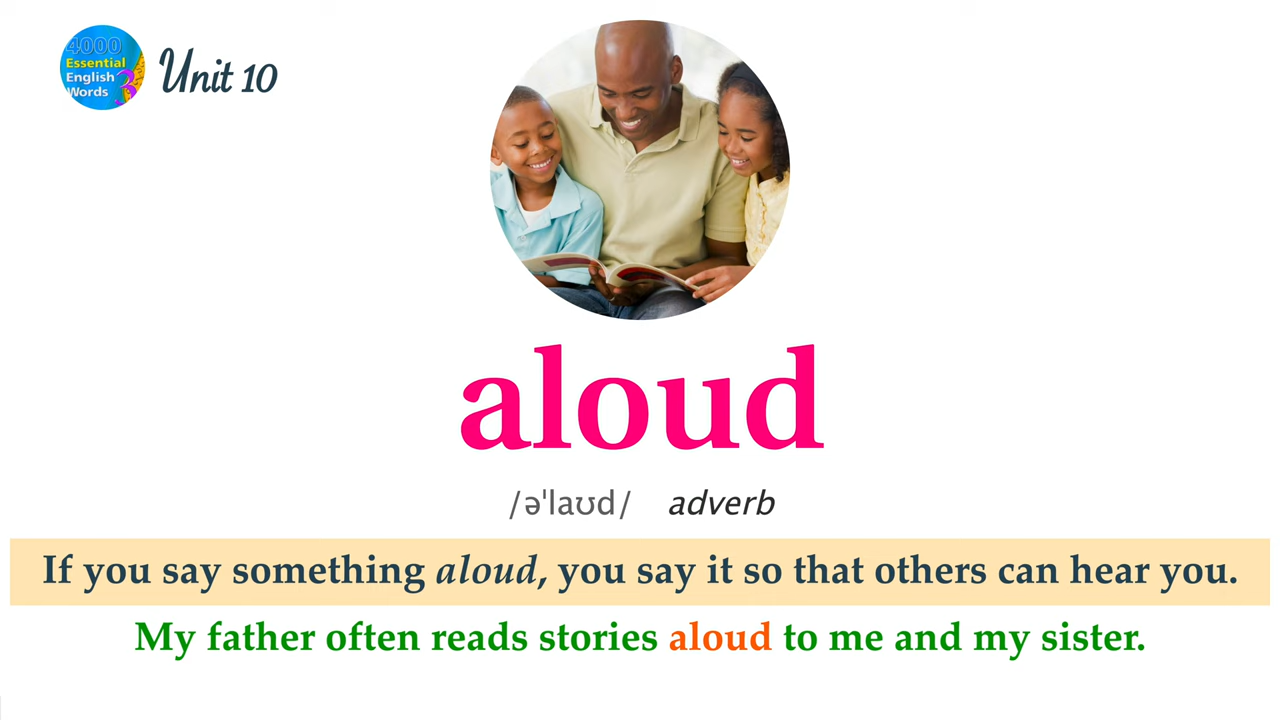 4000
Essential
English
Words 3
Unit 10
aloud
/əˈlaʊd/ adverb
If you say something aloud, you say it so that others can hear you.
My father often reads stories aloud to me and my sister.